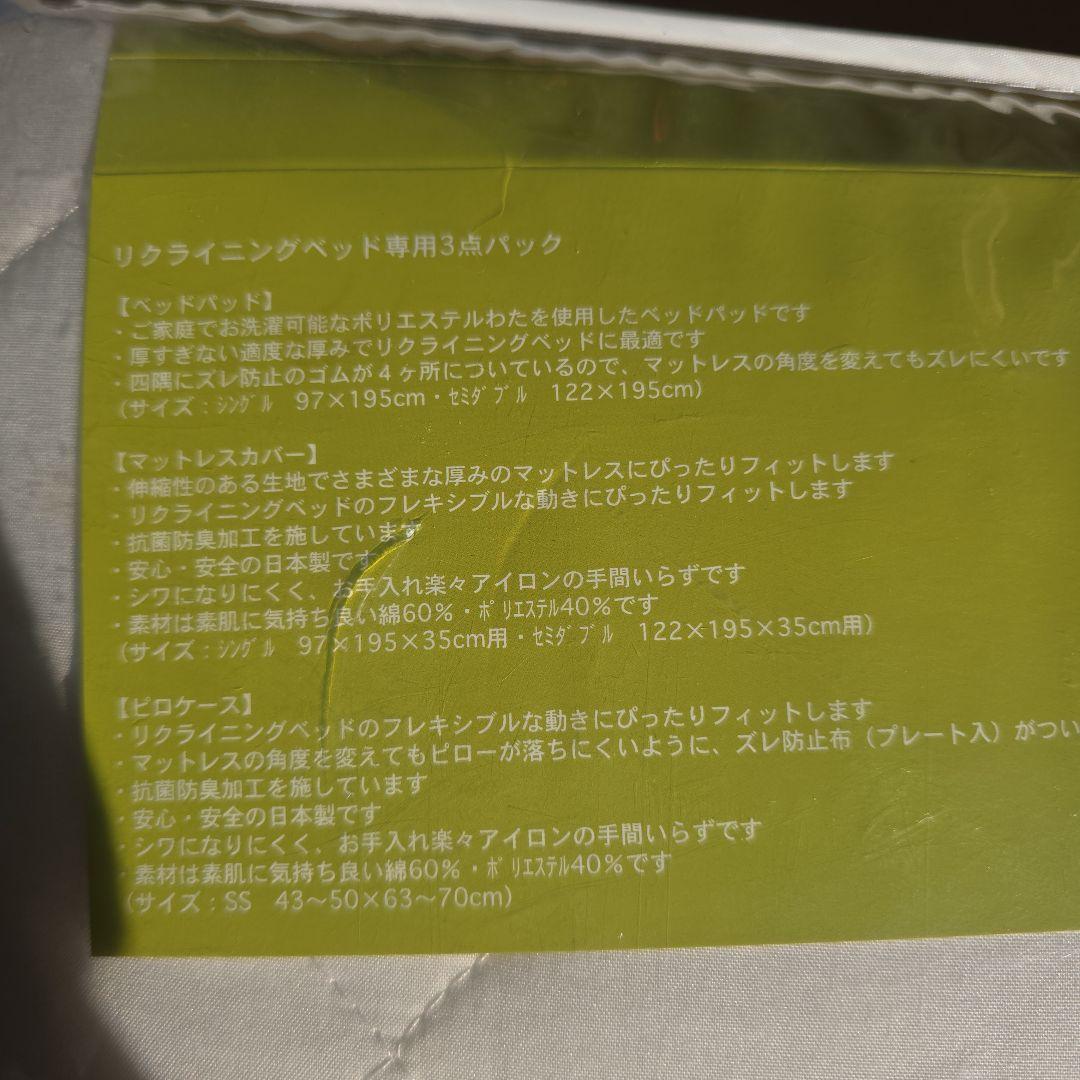 リクライニングベッド専用3点パック
【ベッドパッド】
・ご家庭でお洗濯可能なポリエステルわたを使用したベッドパッドです
・厚すぎない適度な厚みでリクライニングベッドに最適です
・四隅にズレ防止のゴムが4ヶ所についているので、マットレスの角度を変えてもズレにくいです
(サイズ:ｼﾝｸﾞﾙ 97×195cm・ｾﾐﾀﾞﾌﾞﾙ 122×195cm)
【マットレスカバー】
・伸縮性のある生地でさまざまな厚みのマットレスにぴったりフィットします
・リクライニングベッドのフレキシブルな動きにぴったりフィットします
・抗菌防臭加工を施しています
・安心・安全の日本製です
・シワになりにくく、お手入れ楽々アイロンの手間いらずです
・素材は素肌に気持ち良い綿60%・ﾎﾟﾘｴｽﾃﾙ40%です
(サイズ:ｼﾝｸﾞﾙ 97×195×35cm用・ｾﾐﾀﾞﾌﾞﾙ 122×195×35cm用)
【ピロケース】
・リクライニングベッドのフレキシブルな動きにぴったりフィットします
・マットレスの角度を変えてもピローが落ちにくいように、ズレ防止布(プレート入)がつい
・抗菌防臭加工を施しています
・安心・安全の日本製です
・シワになりにくく、お手入れ楽々アイロンの手間いらずです
・素材は素肌に気持ち良い綿60%・ﾎﾟﾘｴｽﾃﾙ40%です
(サイズ:SS 43～50×63～70cm)